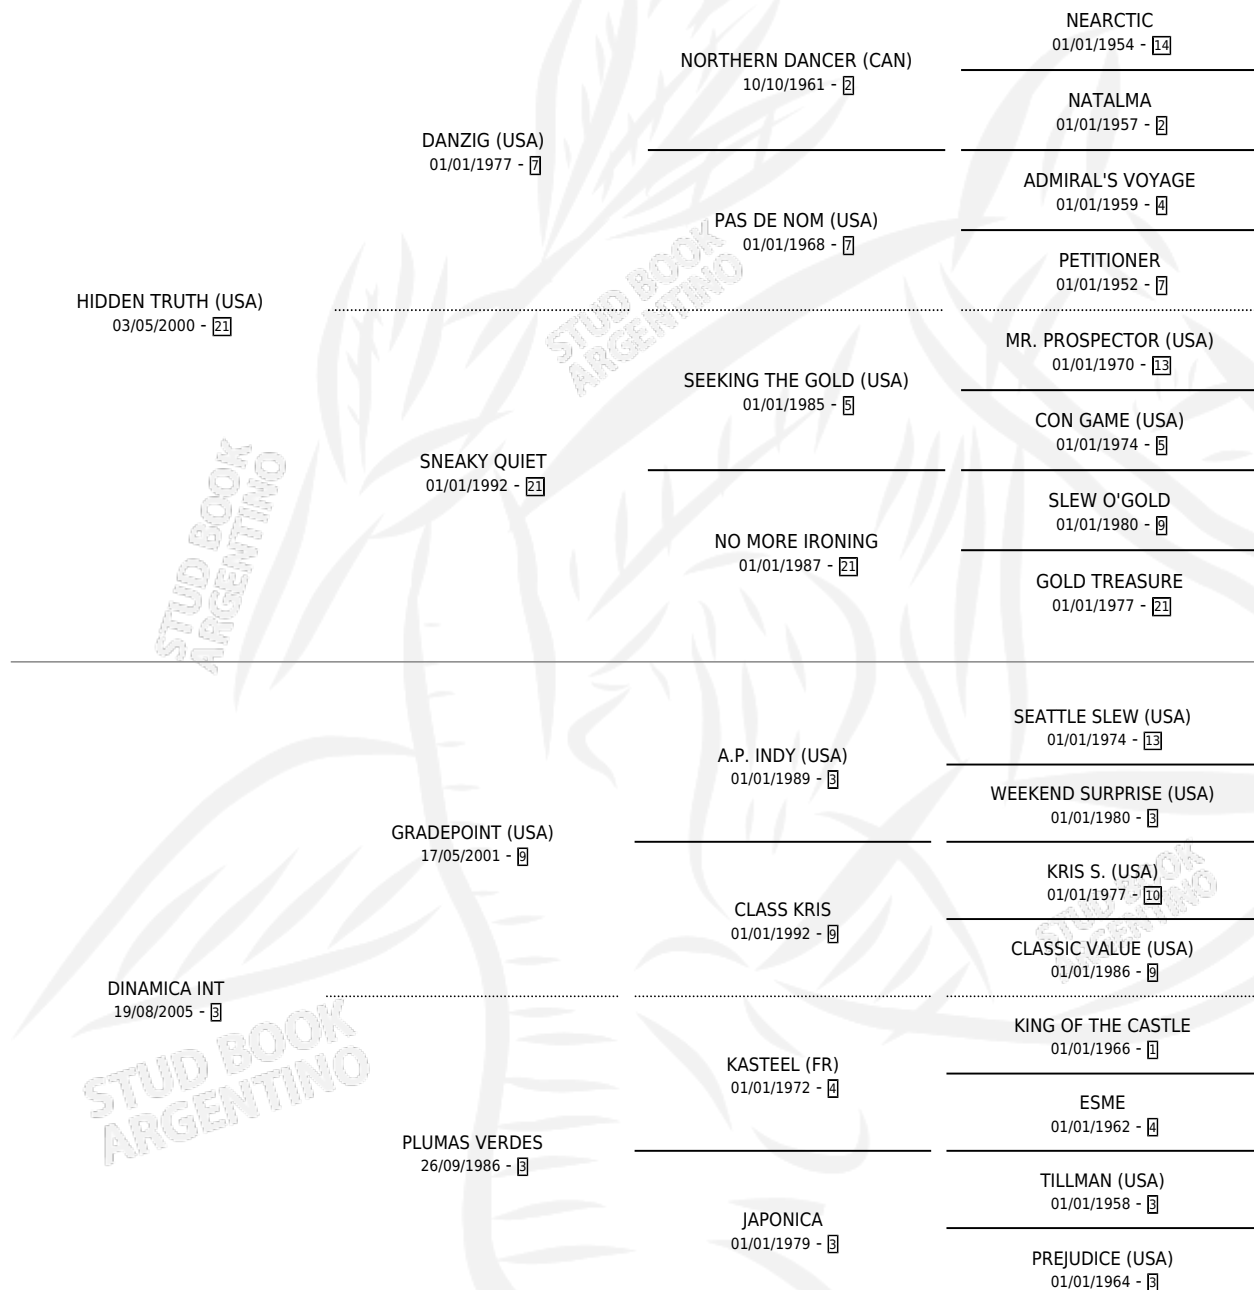 NEARCTIC
01/01/1954 - 14
NORTHERN DANCER (CAN)
10/10/1961 - 2
NATALMA
01/01/1957 - 2
DANZIG (USA)
01/01/1977 - 7
ADMIRAL'S VOYAGE
01/01/1959 - 4
PAS DE NOM (USA)
01/01/1968 - 7
PETITIONER
01/01/1952 - 7
HIDDEN TRUTH (USA)
03/05/2000 - 21
STUD BOOK
ARGENTINO
MR. PROSPECTOR (USA)
01/01/1970 - 13
SEEKING THE GOLD (USA)
01/01/1985 - 5
CON GAME (USA)
01/01/1974 - 5
SNEAKY QUIET
01/01/1992 - 21
SLEW O'GOLD
01/01/1980 - 9
NO MORE IRONING
01/01/1987 - 21
GOLD TREASURE
01/01/1977 - 21
STUD BOOK
ARGENTINO
SEATTLE SLEW (USA)
01/01/1974 - 13
A.P. INDY (USA)
01/01/1989 - 3
WEEKEND SURPRISE (USA)
01/01/1980 - 3
GRADEPOINT (USA)
17/05/2001 - 9
KRIS S. (USA)
01/01/1977 - 10
CLASS KRIS
01/01/1992 - 9
CLASSIC VALUE (USA)
01/01/1986 - 9
STUD BOOK
ARGENTINO
DINAMICA INT
19/08/2005 - 3
KING OF THE CASTLE
01/01/1966 - 1
KASTEEL (FR)
01/01/1972 - 4
ESME
01/01/1962 - 4
STUD BOOK
ARGENTINO
PLUMAS VERDES
26/09/1986 - 3
TILLMAN (USA)
01/01/1958 - 3
JAPONICA
01/01/1979 - 3
PREJUDICE (USA)
01/01/1964 - 3